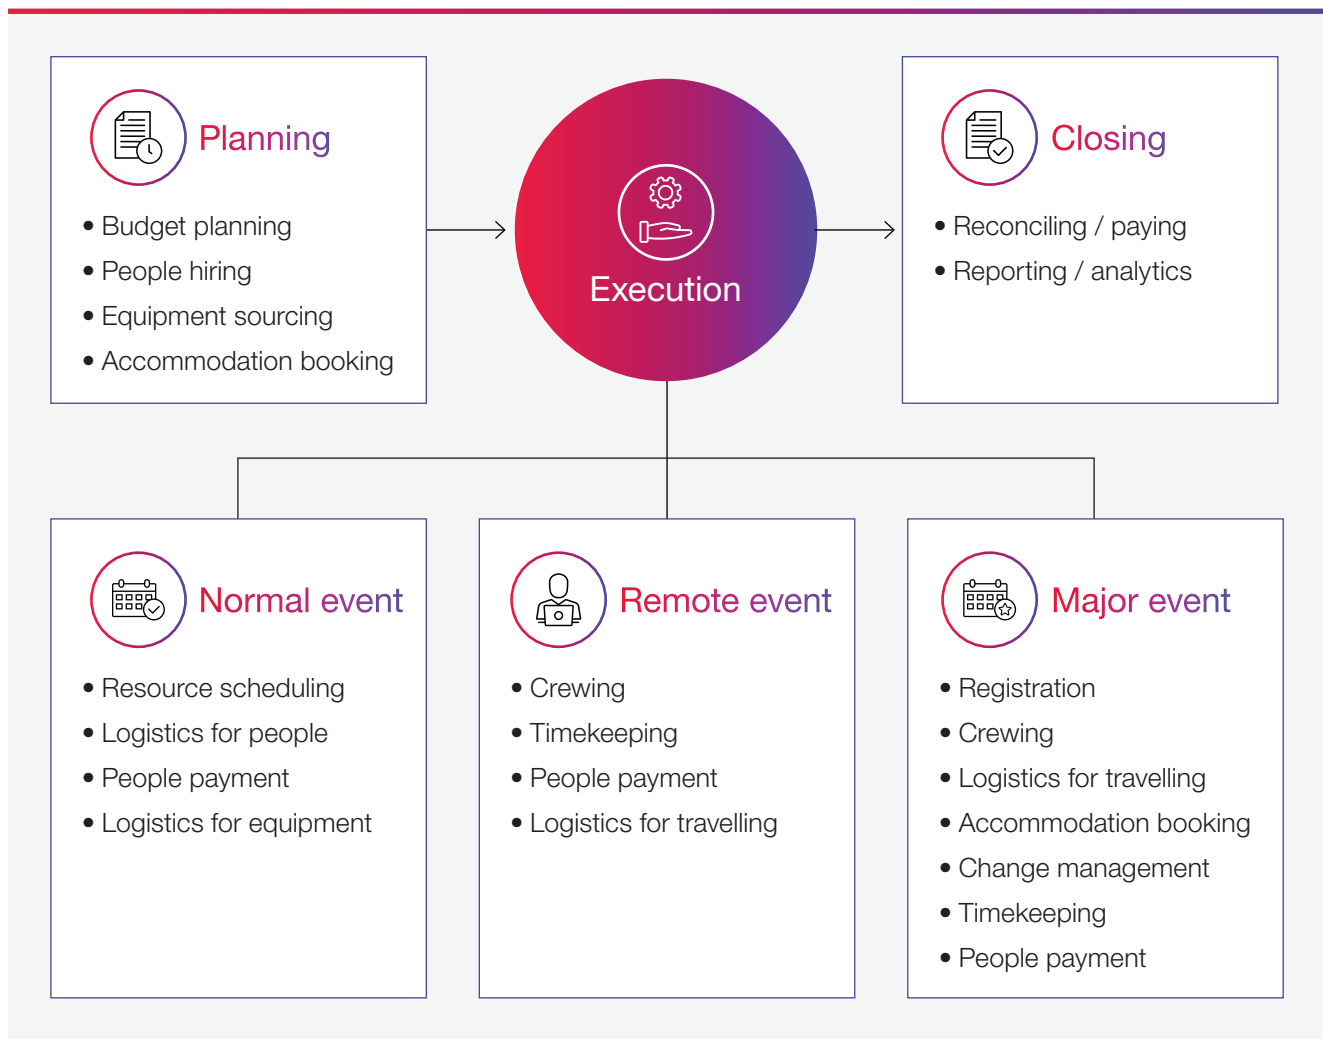 Planning
• Budget planning
• People hiring
• Equipment sourcing
• Accommodation booking
Execution
Closing
• Reconciling / paying
• Reporting / analytics
Normal event
• Resource scheduling
• Logistics for people
• People payment
• Logistics for equipment
Remote event
• Crewing
• Timekeeping
• People payment
• Logistics for travelling
Major event
• Registration
• Crewing
• Logistics for travelling
• Accommodation booking
• Change management
• Timekeeping
• People payment